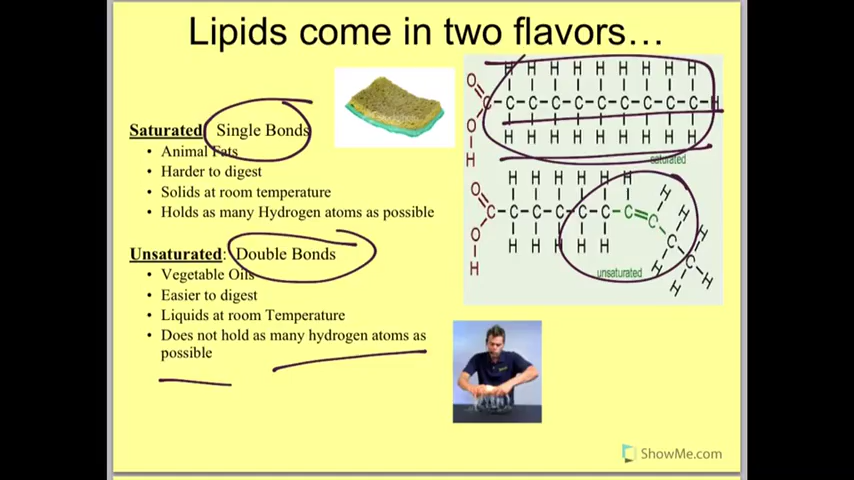 Lipids come in two flavors…
Saturated: Single Bonds
• Animal Fats
• Harder to digest
• Solids at room temperature
• Holds as many Hydrogen atoms as possible
Unsaturated: Double Bonds
• Vegetable Oils
• Easier to digest
• Liquids at room Temperature
• Does not hold as many hydrogen atoms as
possible
H H H H H H H H H
O
C C C C C C C C C C H
O
H H H H H H H H H
H
saturated
H H H H H H
O H H
C C C C C C C C
O H
H H H H H C H
H H C H
unsaturated H H
ShowMe.com